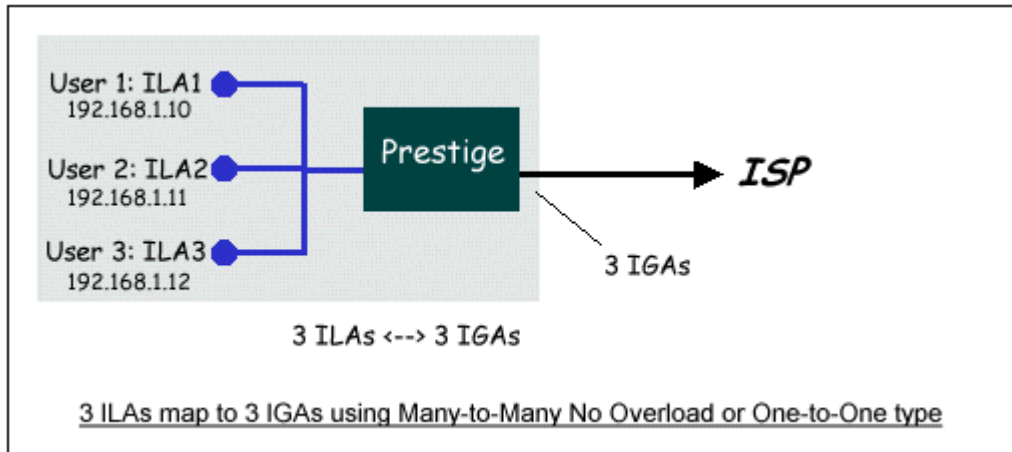 User 1: ILA1
192.168.1.10
User 2: ILA2
192.168.1.11
User 3: ILA3
192.168.1.12
Prestige
ISP
3 IGAs
3 ILAs <--> 3 IGAs
3 ILAs map to 3 IGAs using Many-to-Many No Overload or One-to-One type